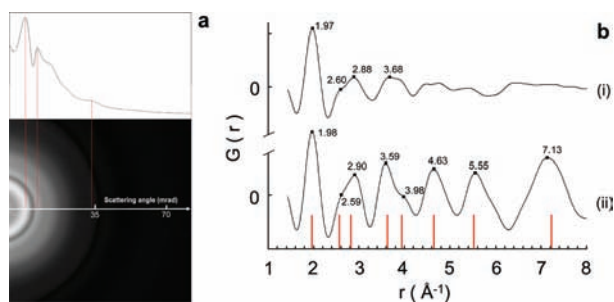 a
Scattering angle (mrad)
35
70
b
G (r)
0
1.97
2.60
2.88
3.68
(i)
0
1.98
2.59
2.90
3.59
3.98
4.63
5.55
7.13
(ii)
1 2 3 4 5 6 7 8
r (Å⁻¹)